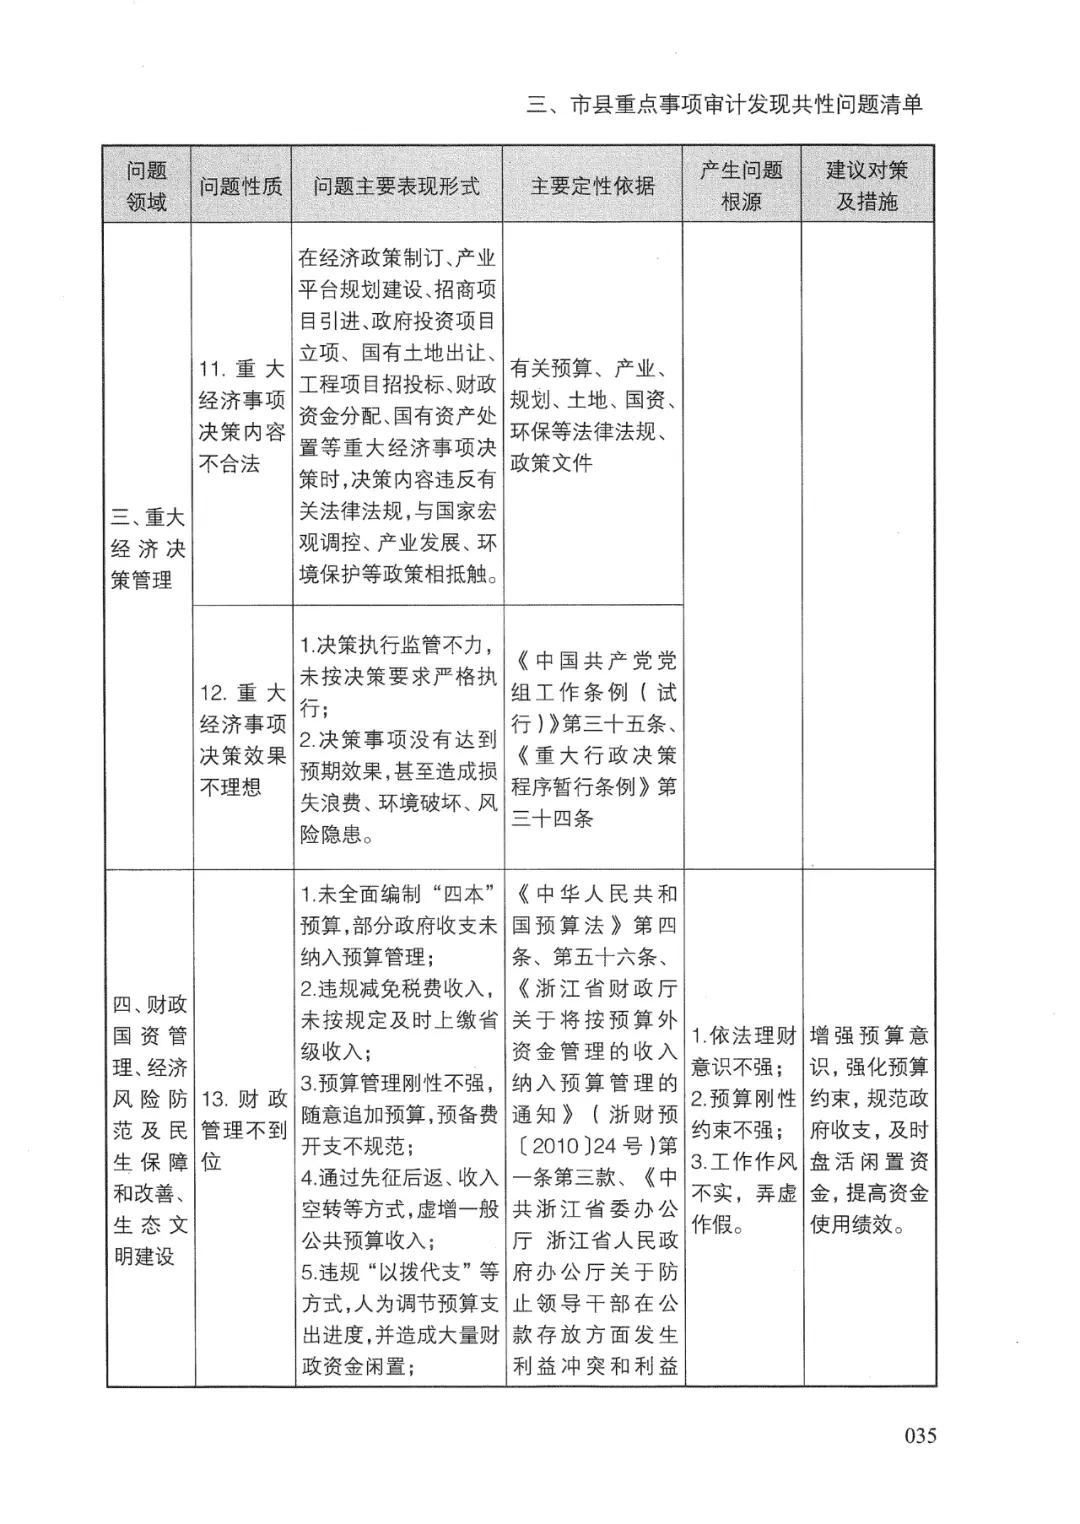 三、市县重点事项审计发现共性问题清单
问题
领域
问题性质
问题主要表现形式
主要定性依据
产生问题
根源
建议对策
及措施
三、重大
经济决
策管理
11. 重大
经济事项
决策内容
不合法
在经济政策制订、产业
平台规划建设、招商项
目引进、政府投资项目
立项、国有土地出让、
工程项目招投标、财政
资金分配、国有资产处
置等重大经济事项决
策时,决策内容违反有
关法律法规,与国家宏
观调控、产业发展、环
境保护等政策相抵触。
有关预算、产业、
规划、土地、国资、
环保等法律法规、
政策文件
12. 重大
经济事项
决策效果
不理想
1.决策执行监管不力,
未按决策要求严格执
行;
2.决策事项没有达到
预期效果,甚至造成损
失浪费、环境破坏、风
险隐患。
《中国共产党党
组工作条例(试
行)》第三十五条、
《重大行政决策
程序暂行条例》第
三十四条
四、财政
国资管
理、经济
风险防
范及民
生保障
和改善、
生态文
明建设
13. 财政
管理不到
位
1.未全面编制“四本”
预算,部分政府收支未
纳入预算管理;
2.违规减免税费收入,
未按规定及时上缴省
级收入;
3.预算管理刚性不强,
随意追加预算,预备费
开支不规范;
4.通过先征后返、收入
空转等方式,虚增一般
公共预算收入;
5.违规“以拨代支”等
方式,人为调节预算支
出进度,并造成大量财
政资金闲置;
《中华人民共和
国预算法》第四
条、第五十六条、
《浙江省财政厅
关于将按预算外
资金管理的收入
纳入预算管理的
通知》(浙财预
〔2010〕24号)第
一条第三款、《中
共浙江省委办公
厅 浙江省人民政
府办公厅关于防
止领导干部在公
款存放方面发生
利益冲突和利益
1.依法理财
意识不强;
2.预算刚性
约束不强;
3.工作作风
不实，弄虚
作假。
增强预算意
识，强化预算
约束，规范政
府收支，及时
盘活闲置资
金，提高资金
使用绩效。
035